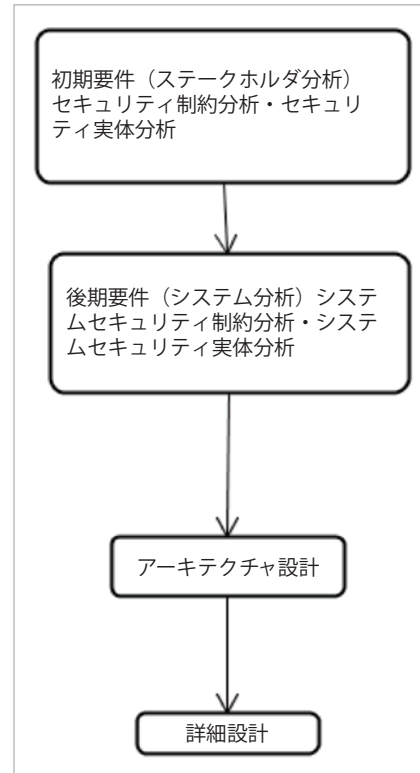 初期要件（ステークホルダ分析）
セキュリティ制約分析・セキュリ
ティ実体分析
後期要件（システム分析）システ
ムセキュリティ制約分析・システ
ムセキュリティ実体分析
アーキテクチャ設計
詳細設計